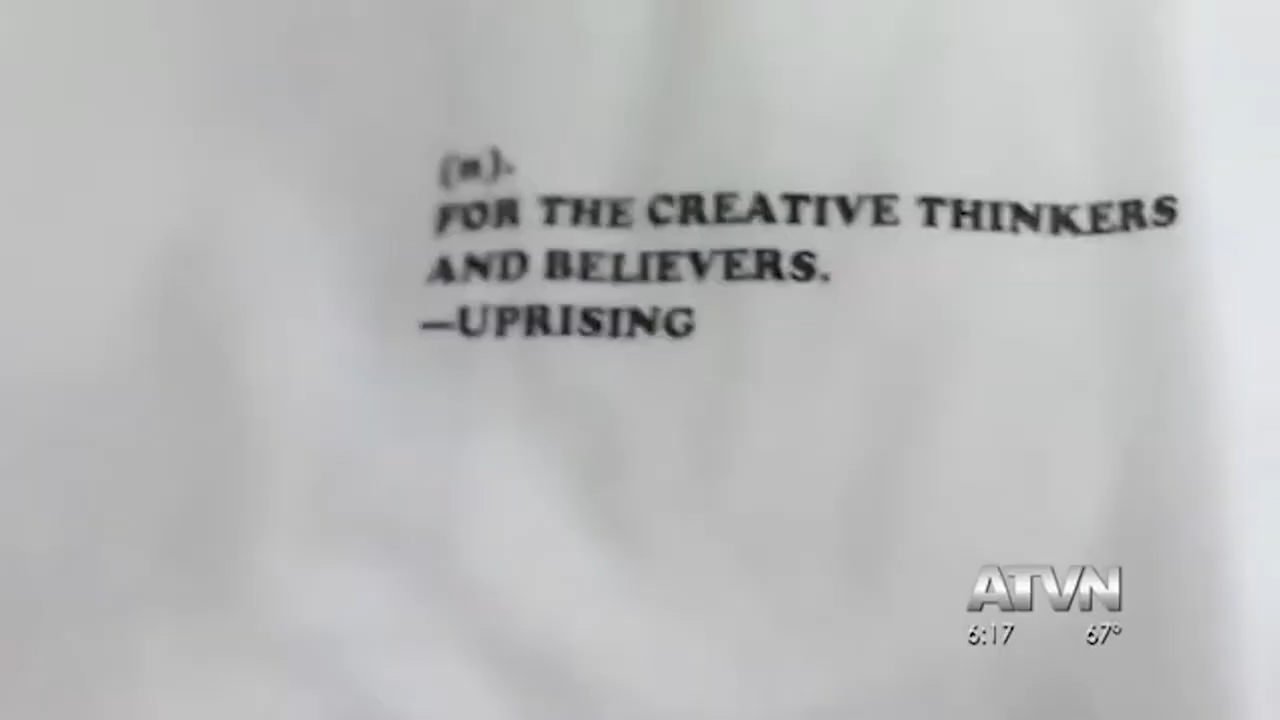 (n).
FOR THE CREATIVE THINKERS
AND BELIEVERS.
—UPRISING
ATVN
6:17 67°